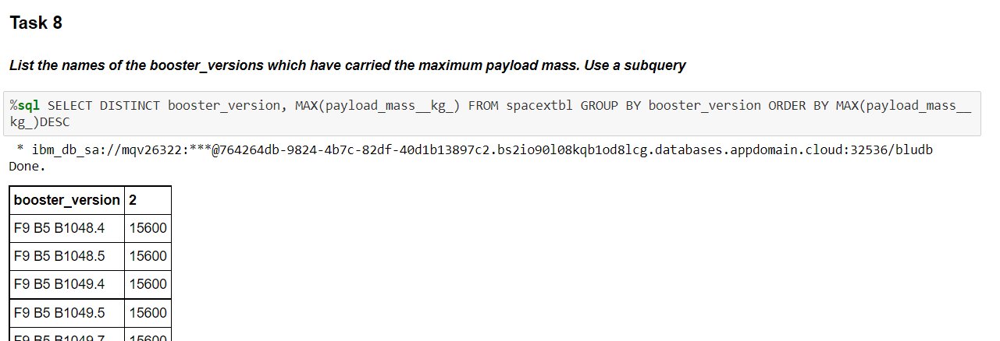 Task 8
List the names of the booster_versions which have carried the maximum payload mass. Use a subquery
%sql SELECT DISTINCT booster_version, MAX(payload_mass__kg_) FROM spacextbl GROUP BY booster_version ORDER BY MAX(payload_mass__
kg_)DESC
* ibm_db_sa://mqv26322:***@764264db-9824-4b7c-82df-40d1b13897c2.bs2io90l08kqb1od8lcg.databases.appdomain.cloud:32536/bludb
Done.
booster_version 2
F9 B5 B1048.4 15600
F9 B5 B1048.5 15600
F9 B5 B1049.4 15600
F9 B5 B1049.5 15600
F9 B5 B1049.7 15600